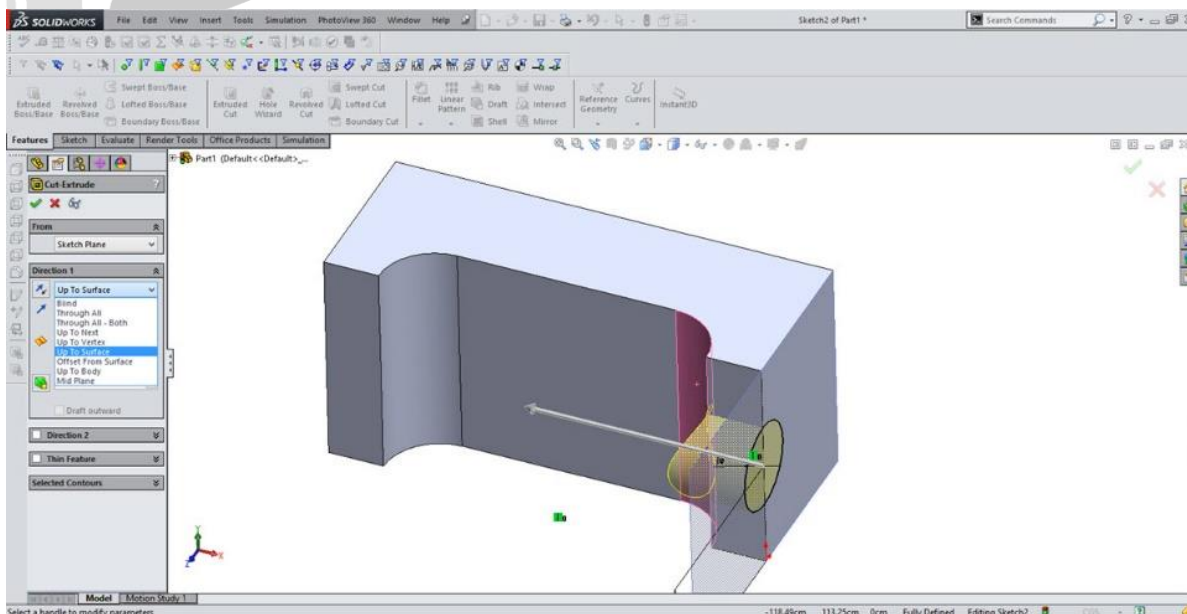 SOLIDWORKS File Edit View Insert Tools Simulation PhotoView 360 Window Help Sketch2 of Part1 * Search Commands
Extruded Boss/Base Revolved Boss/Base Swept Boss/Base Lofted Boss/Base Boundary Boss/Base Extruded Cut Hole Wizard Revolved Cut Swept Cut Lofted Cut Boundary Cut Fillet Linear Pattern Rib Draft Shell Wrap Intersect Mirror Reference Geometry Curves Instant3D
Features Sketch Evaluate Render Tools Office Products Simulation
Part1 (Default<<Default>_...
Cut-Extrude ?
From
Sketch Plane
Direction 1
Up To Surface
Blind
Through All
Through All - Both
Up To Next
Up To Vertex
Up To Surface
Offset From Surface
Up To Body
Mid Plane
Draft outward
Direction 2
Thin Feature
Selected Contours
Y
X
Z
Model Motion Study 1
Select a handle to modify parameters -118.49cm 113.25cm 0cm Fully Defined Editing Sketch2